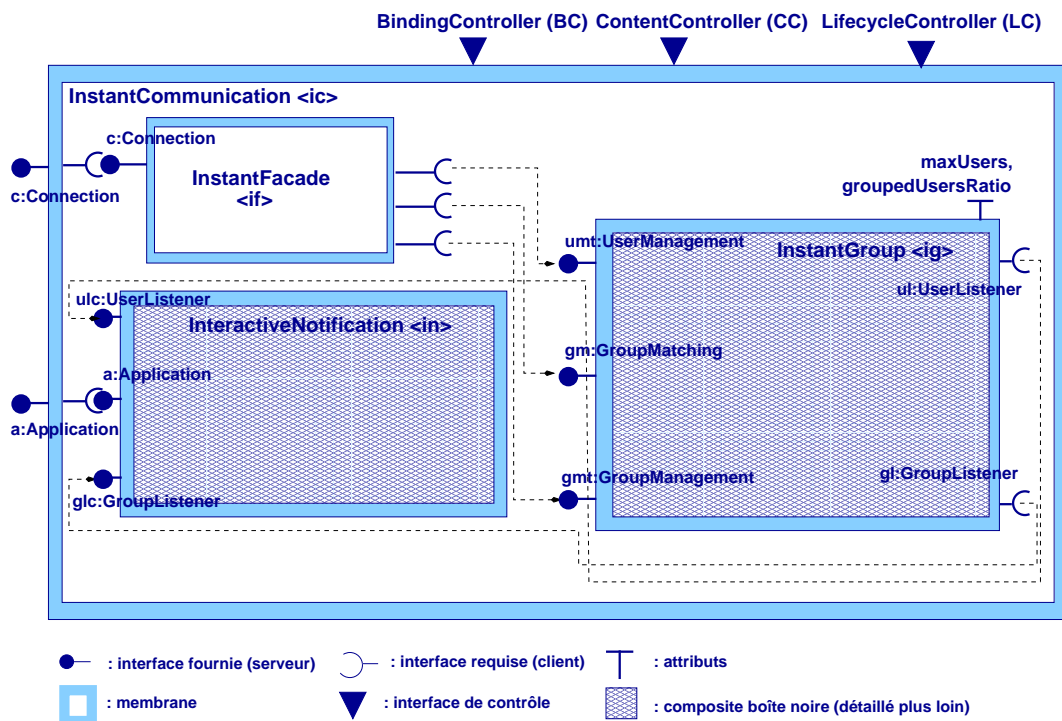 BindingController (BC) ContentController (CC) LifecycleController (LC)
InstantCommunication <ic>
c:Connection
c:Connection
InstantFacade
<if>
maxUsers,
groupedUsersRatio
umt:UserManagement
InstantGroup <ig>
ul:UserListener
ulc:UserListener
InteractiveNotification <in>
gm:GroupMatching
a:Application
a:Application
glc:GroupListener
gmt:GroupManagement
gl:GroupListener
: interface fournie (serveur)
: interface requise (client)
: attributs
: membrane
: interface de contrôle
: composite boîte noire (détaillé plus loin)